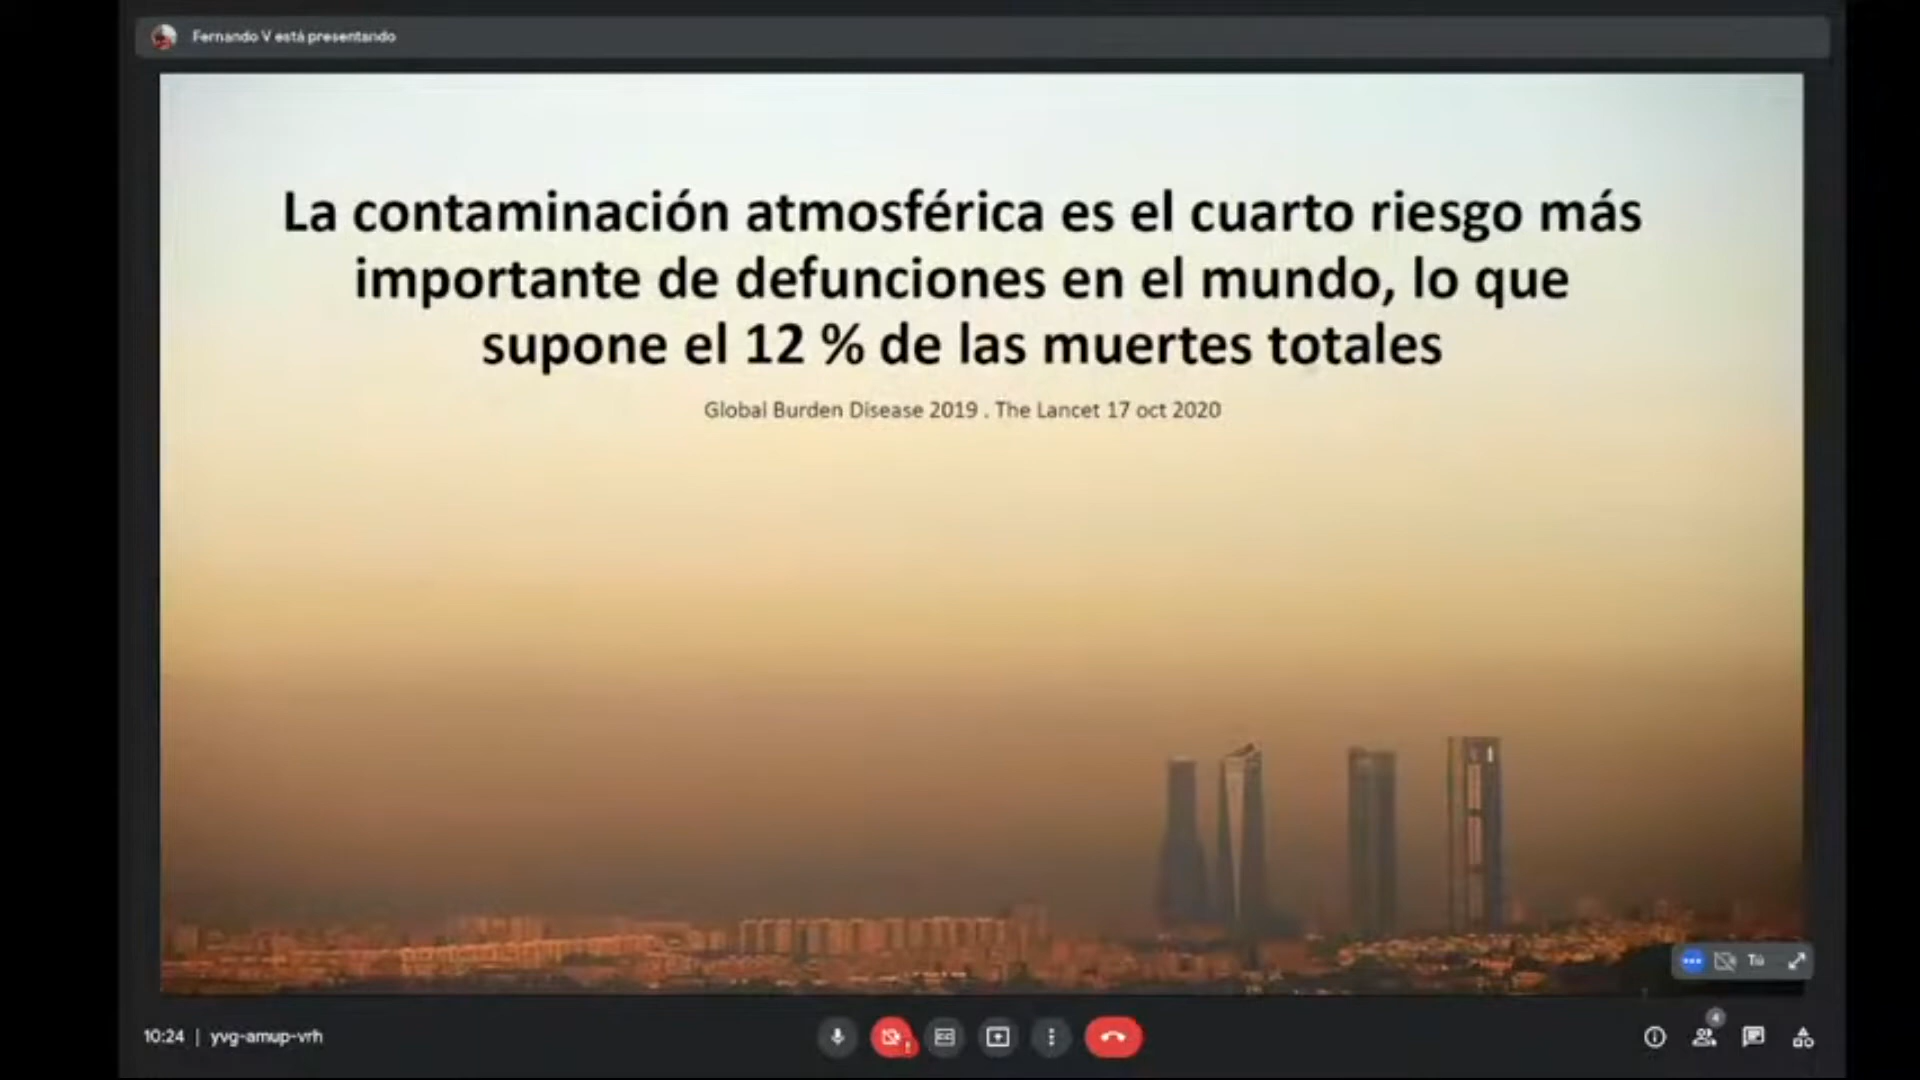 Fernando V está presentando
La contaminación atmosférica es el cuarto riesgo más
importante de defunciones en el mundo, lo que
supone el 12 % de las muertes totales
Global Burden Disease 2019 . The Lancet 17 oct 2020
Tú
10:24 | yvg-amup-vrh
4